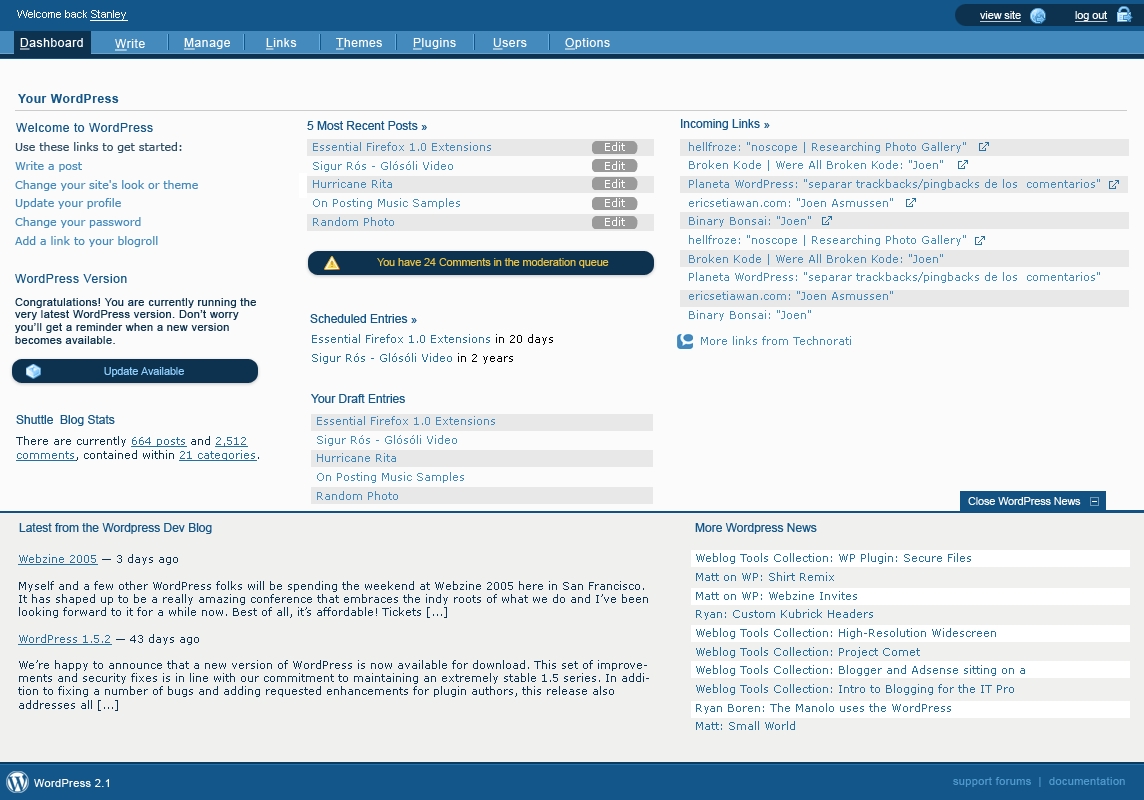 Welcome back Stanley
view site
log out
Dashboard
Write
Manage
Links
Themes
Plugins
Users
Options
Your WordPress
Welcome to WordPress
Use these links to get started:
Write a post
Change your site's look or theme
Update your profile
Change your password
Add a link to your blogroll
WordPress Version
Congratulations! You are currently running the
very latest WordPress version. Don't worry
you'll get a reminder when a new version
becomes available.
Update Available
Shuttle Blog Stats
There are currently 664 posts and 2,512
comments, contained within 21 categories.
5 Most Recent Posts »
Essential Firefox 1.0 Extensions Edit
Sigur Rós - Glósóli Video Edit
Hurricane Rita Edit
On Posting Music Samples Edit
Random Photo Edit
You have 24 Comments in the moderation queue
Scheduled Entries »
Essential Firefox 1.0 Extensions in 20 days
Sigur Rós - Glósóli Video in 2 years
Your Draft Entries
Essential Firefox 1.0 Extensions
Sigur Rós - Glósóli Video
Hurricane Rita
On Posting Music Samples
Random Photo
Incoming Links »
hellfroze: "noscope | Researching Photo Gallery"
Broken Kode | Were All Broken Kode: "Joen"
Planeta WordPress: "separar trackbacks/pingbacks de los comentarios"
ericsetiawan.com: "Joen Asmussen"
Binary Bonsai: "Joen"
hellfroze: "noscope | Researching Photo Gallery"
Broken Kode | Were All Broken Kode: "Joen"
Planeta WordPress: "separar trackbacks/pingbacks de los comentarios"
ericsetiawan.com: "Joen Asmussen"
Binary Bonsai: "Joen"
More links from Technorati
Close WordPress News
Latest from the Wordpress Dev Blog
Webzine 2005 — 3 days ago
Myself and a few other WordPress folks will be spending the weekend at Webzine 2005 here in San Francisco.
It has shaped up to be a really amazing conference that embraces the indy roots of what we do and I've been
looking forward to it for a while now. Best of all, it's affordable! Tickets [...]
WordPress 1.5.2 — 43 days ago
We're happy to announce that a new version of WordPress is now available for download. This set of improve-
ments and security fixes is in line with our commitment to maintaining an extremely stable 1.5 series. In addi-
tion to fixing a number of bugs and adding requested enhancements for plugin authors, this release also
addresses all [...]
More Wordpress News
Weblog Tools Collection: WP Plugin: Secure Files
Matt on WP: Shirt Remix
Matt on WP: Webzine Invites
Ryan: Custom Kubrick Headers
Weblog Tools Collection: High-Resolution Widescreen
Weblog Tools Collection: Project Comet
Weblog Tools Collection: Blogger and Adsense sitting on a
Weblog Tools Collection: Intro to Blogging for the IT Pro
Ryan Boren: The Manolo uses the WordPress
Matt: Small World
WordPress 2.1
support forums | documentation